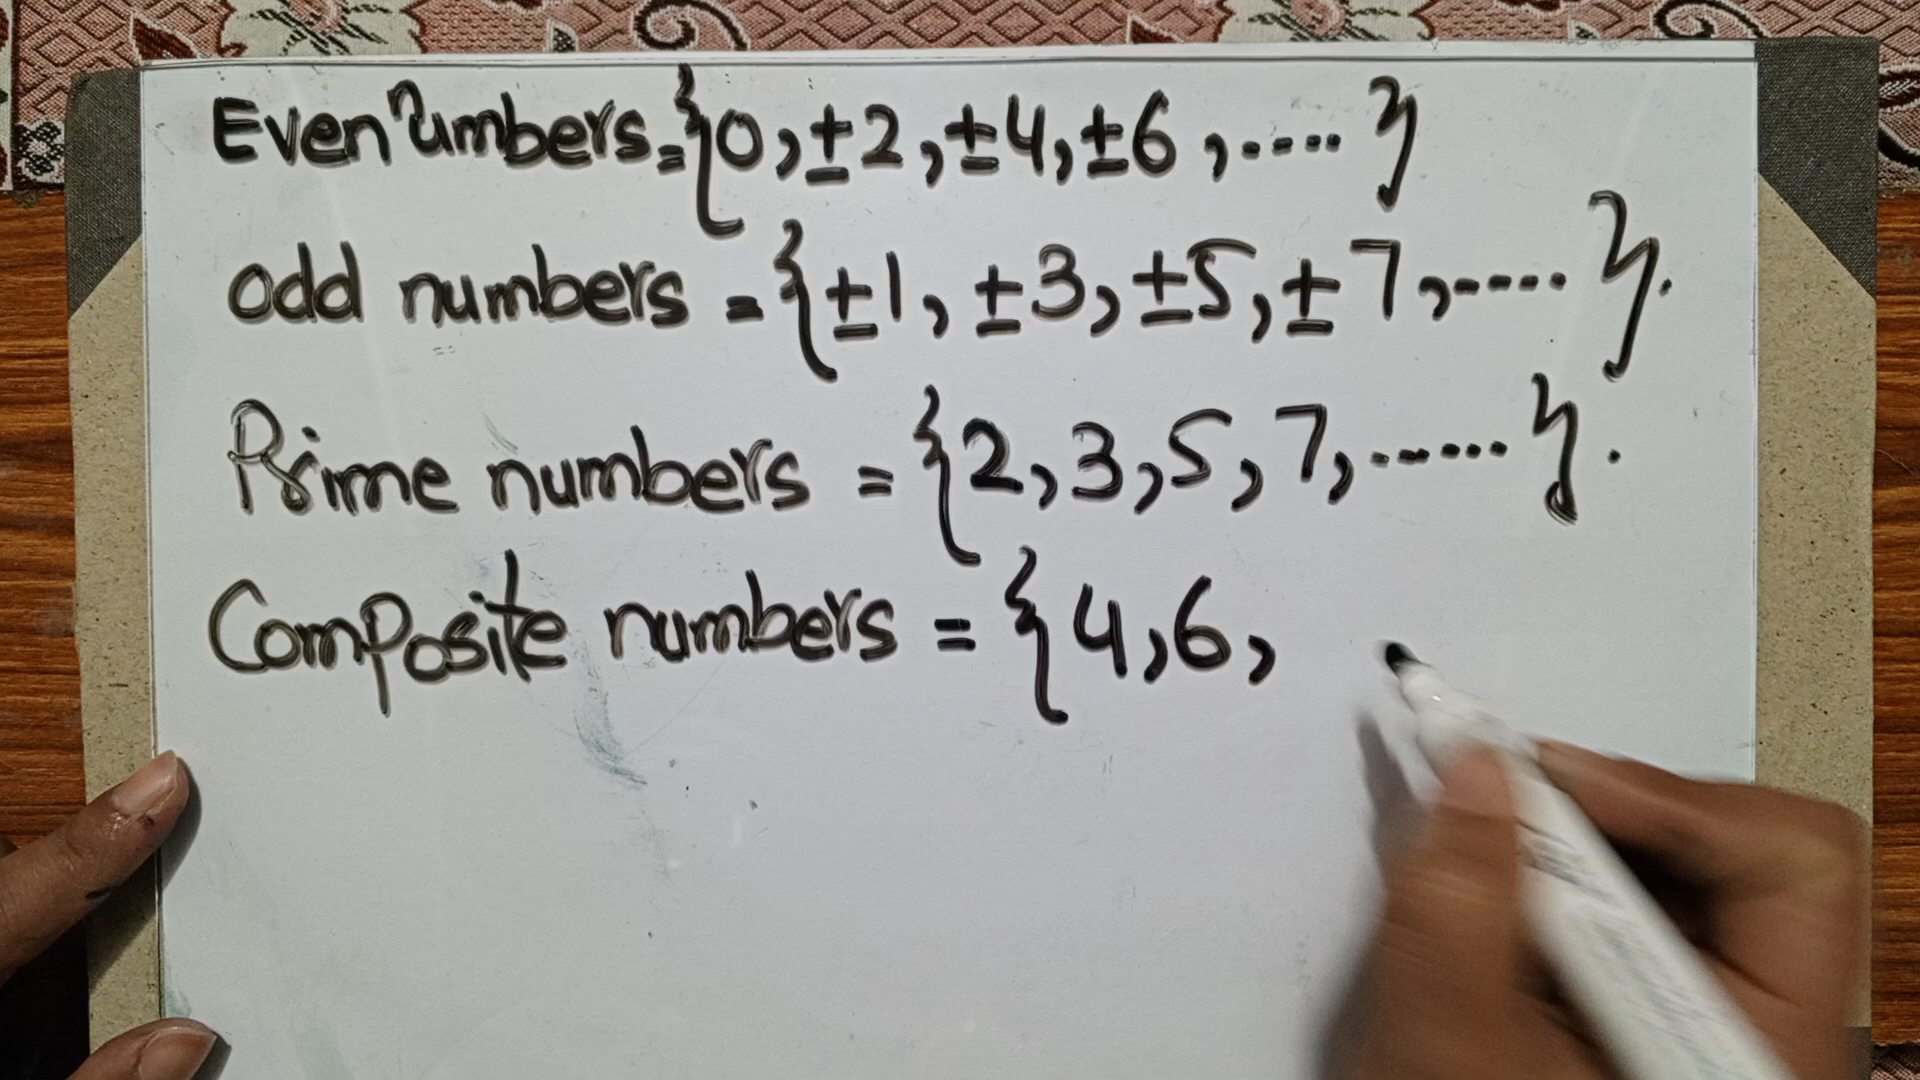 Even numbers = {0, ±2, ±4, ±6, ..... }
odd numbers = {±1, ±3, ±5, ±7, ..... }.
Prime numbers = {2, 3, 5, 7, ...... }.
Composite numbers = {4, 6,